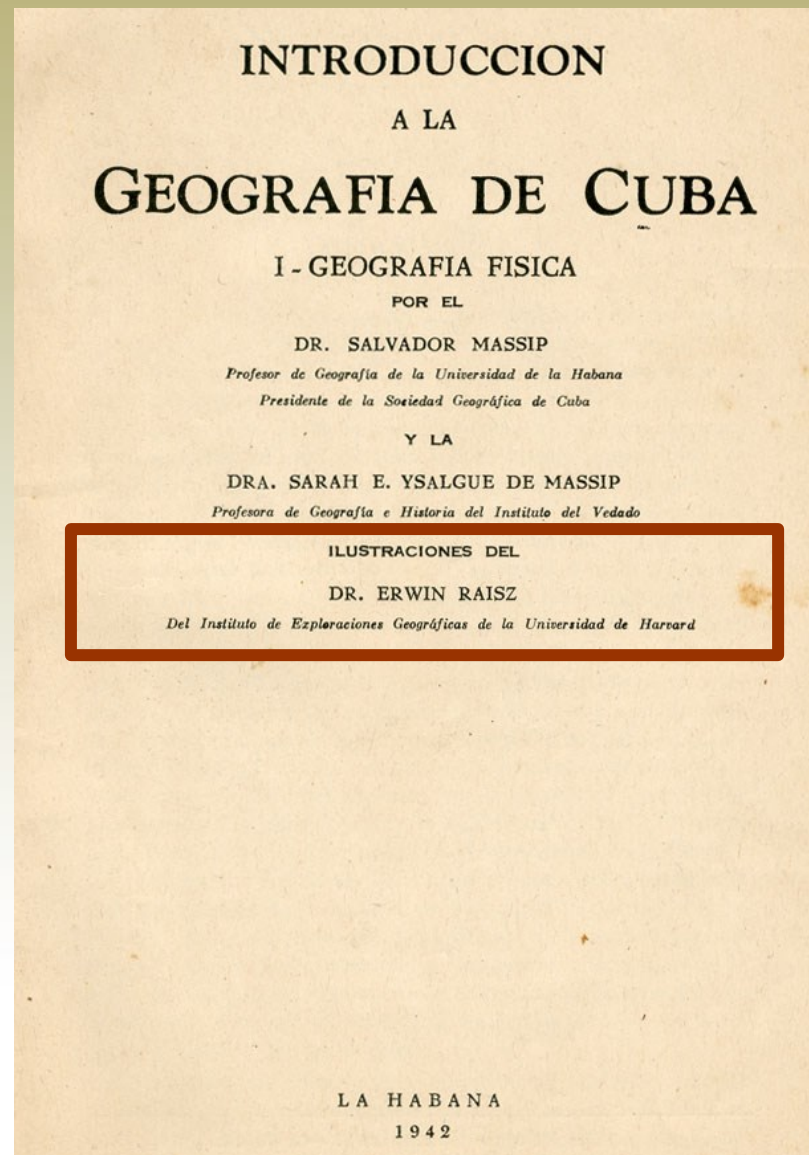 INTRODUCCION
A LA
GEOGRAFIA DE CUBA
I - GEOGRAFIA FISICA
POR EL
DR. SALVADOR MASSIP
Profesor de Geografía de la Universidad de la Habana
Presidente de la Sociedad Geográfica de Cuba
Y LA
DRA. SARAH E. YSALGUE DE MASSIP
Profesora de Geografía e Historia del Instituto del Vedado
ILUSTRACIONES DEL
DR. ERWIN RAISZ
Del Instituto de Exploraciones Geográficas de la Universidad de Harvard
LA HABANA
1942